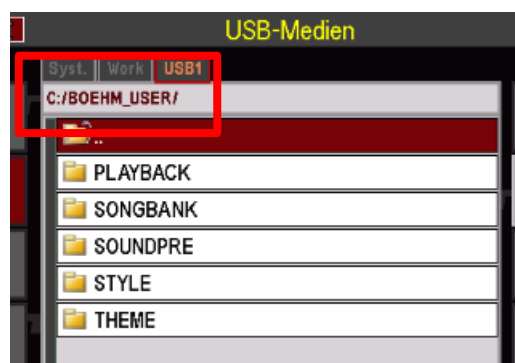 USB-Medien
Syst. Work USB1
C:/BOEHM_USER/
..
PLAYBACK
SONGBANK
SOUNDPRE
STYLE
THEME